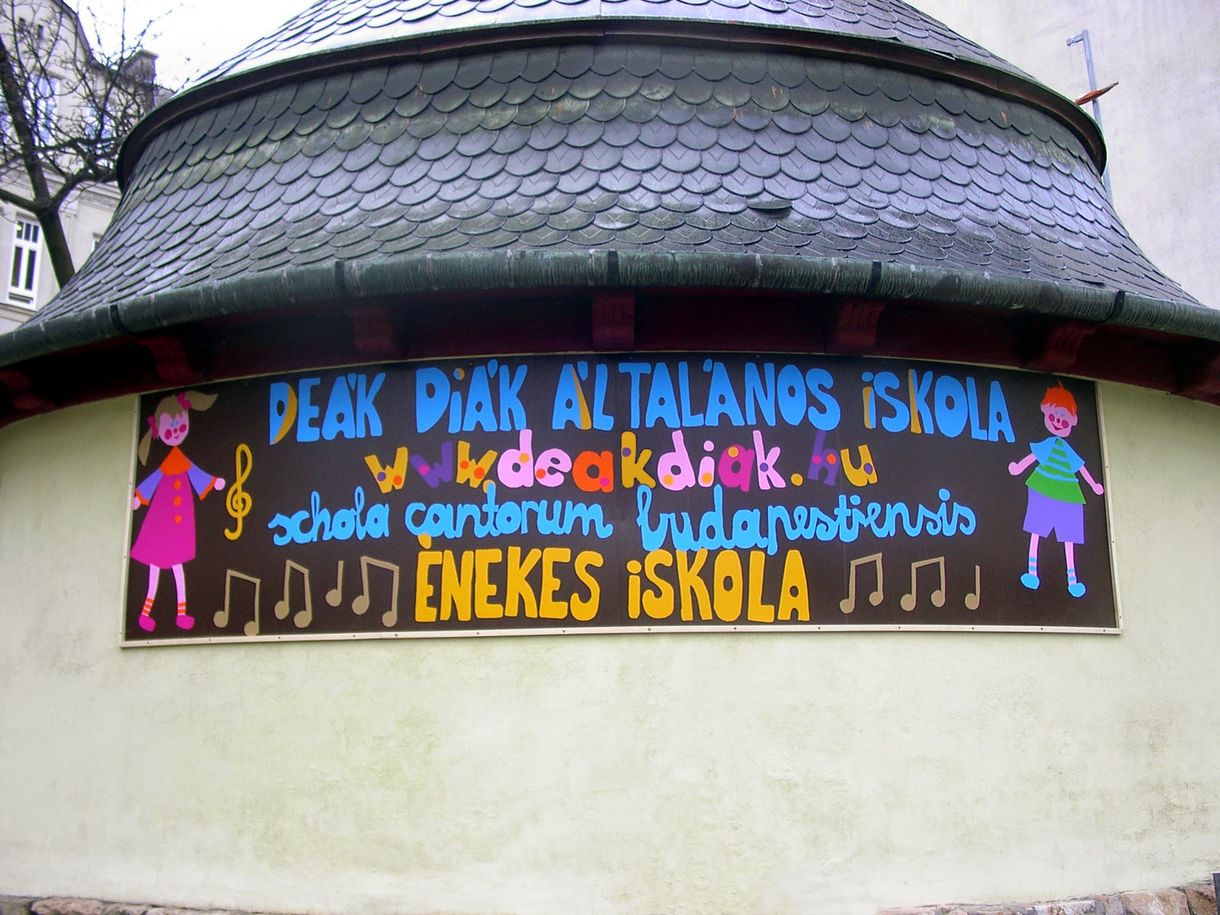 DEÁK DiÁK ÁLTALÁNOS iSKOLA
www.deakdiak.hu
schola cantorum budapestiensis
ÉNEKES iSKOLA